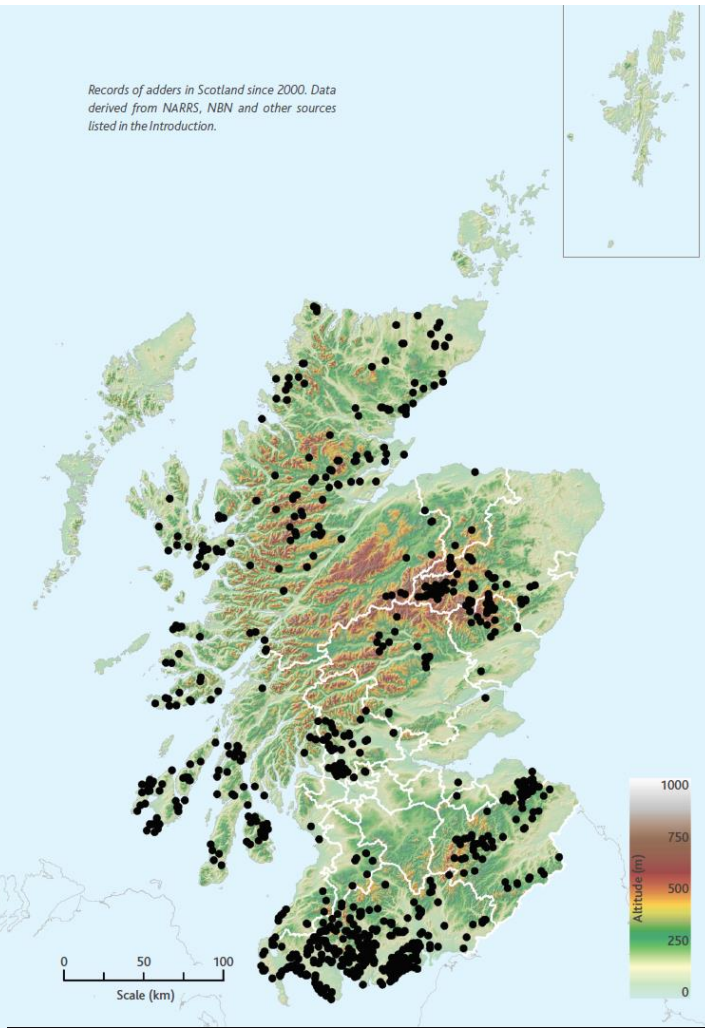 Records of adders in Scotland since 2000. Data
derived from NARRS, NBN and other sources
listed in the Introduction.
1000
750
500
250
0
Altitude (m)
0 50 100
Scale (km)